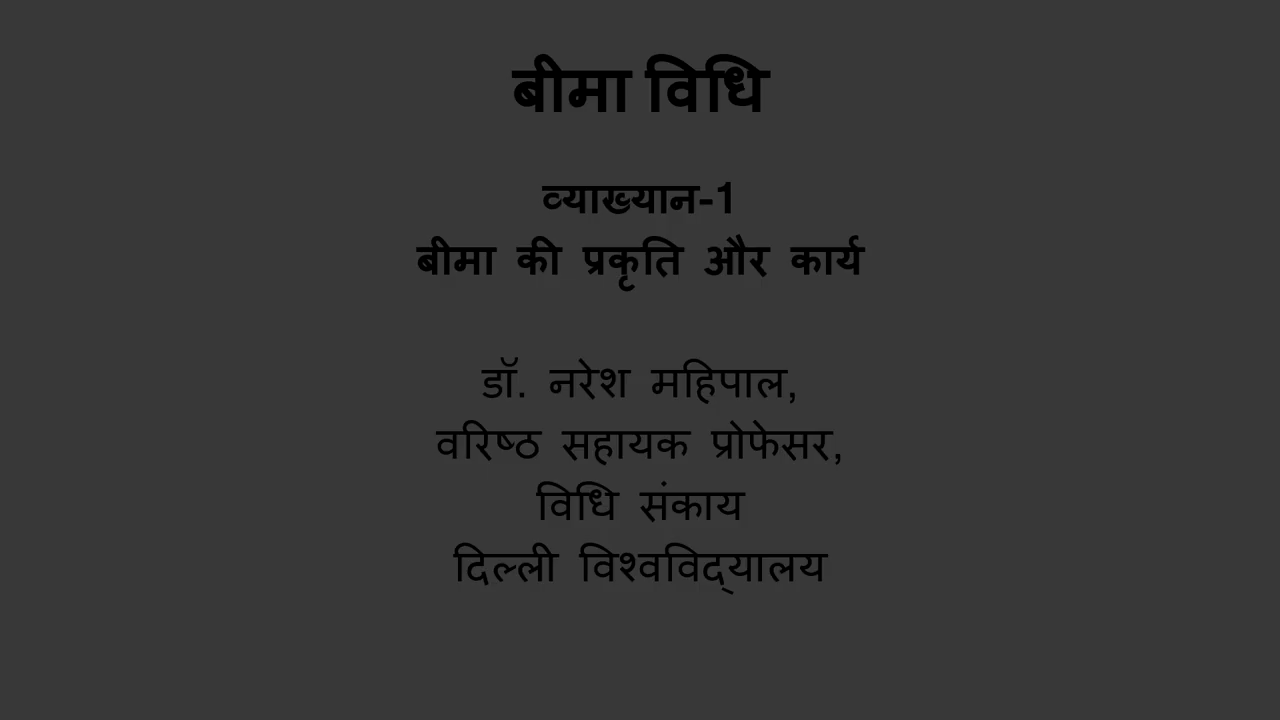 बीमा विधि
व्याख्यान-1
बीमा की प्रकृति और कार्य
डॉ. नरेश महिपाल,
वरिष्ठ सहायक प्रोफेसर,
विधि संकाय
दिल्ली विश्वविद्यालय